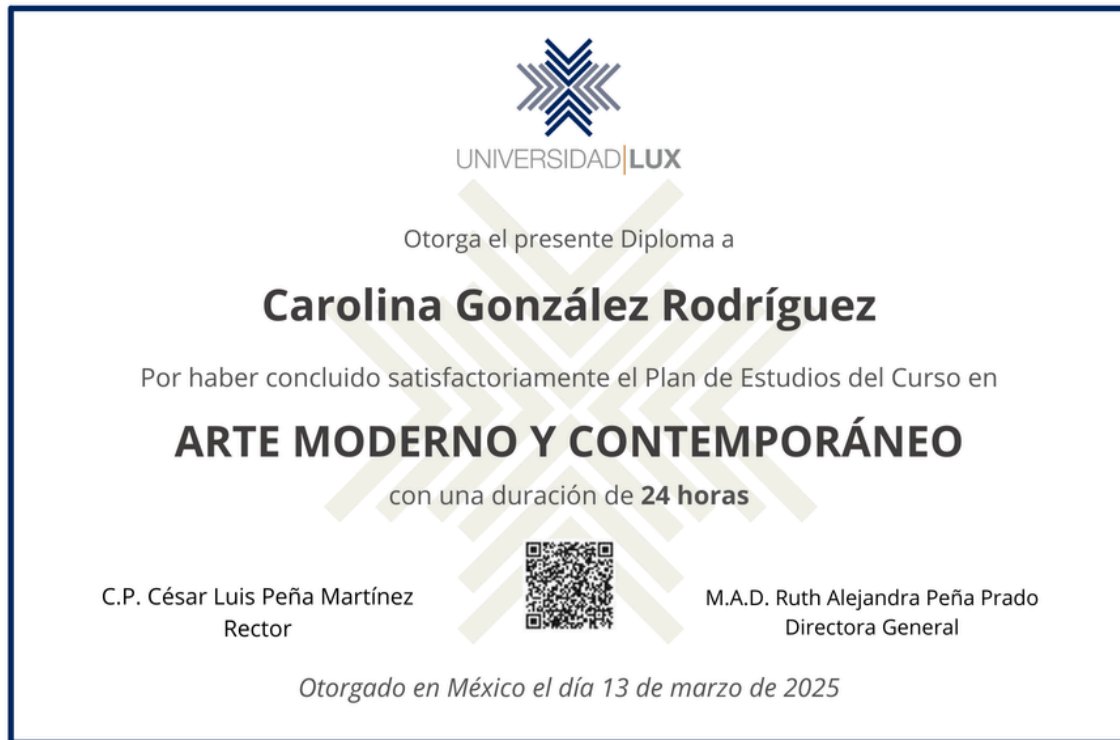 UNIVERSIDAD|LUX
Otorga el presente Diploma a
Carolina González Rodríguez
Por haber concluido satisfactoriamente el Plan de Estudios del Curso en
ARTE MODERNO Y CONTEMPORÁNEO
con una duración de 24 horas
C.P. César Luis Peña Martínez
Rector
M.A.D. Ruth Alejandra Peña Prado
Directora General
Otorgado en México el día 13 de marzo de 2025